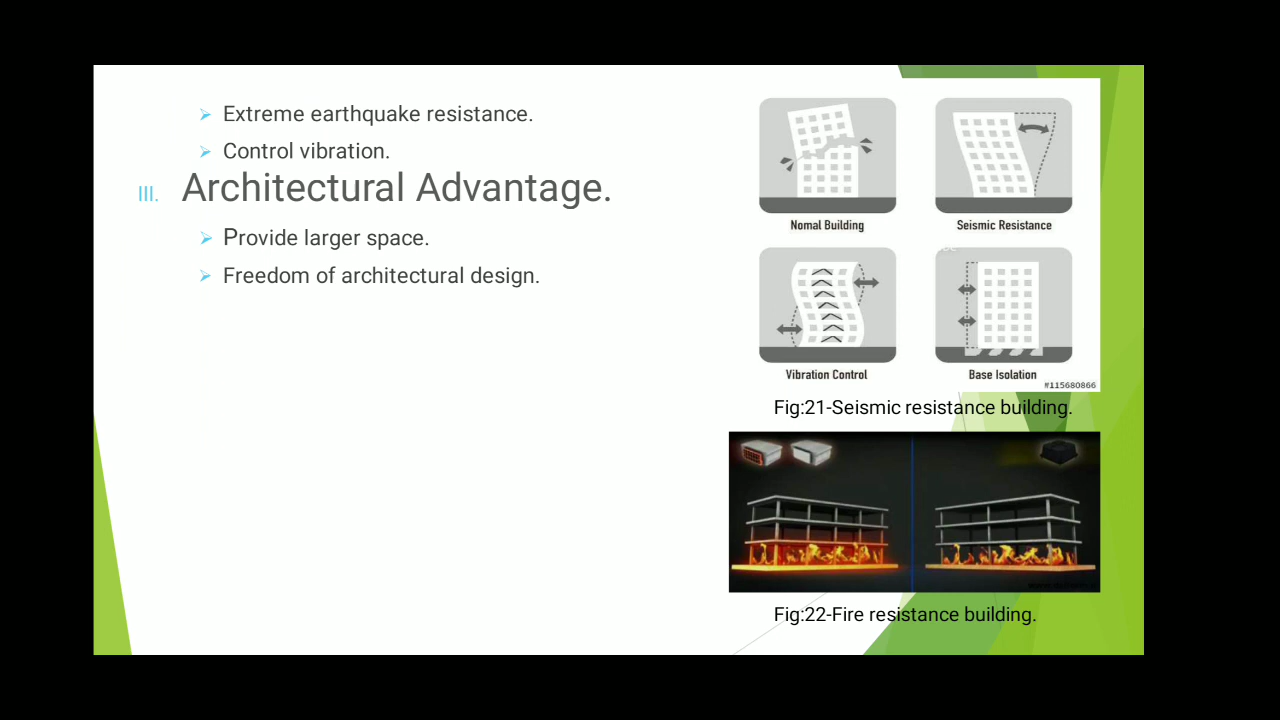 Extreme earthquake resistance.
Control vibration.
III. Architectural Advantage.
Provide larger space.
Freedom of architectural design.
Nomal Building
Seismic Resistance
Vibration Control
Base Isolation
#115680866
Fig:21-Seismic resistance building.
Fig:22-Fire resistance building.